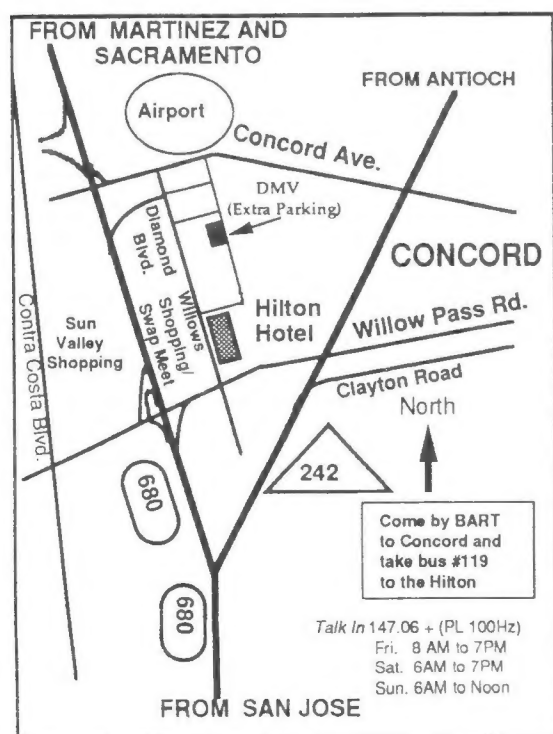 FROM MARTINEZ AND
SACRAMENTO
FROM ANTIOCH
Airport
Concord Ave.
DMV
(Extra Parking)
Diamond
Blvd.
CONCORD
Willows
Shopping/
Swap Meet
Hilton
Hotel
Willow Pass Rd.
Sun
Valley
Shopping
Contra Costa Blvd.
Clayton Road
North
242
680
680
Come by BART
to Concord and
take bus #119
to the Hilton
Talk In 147.06 + (PL 100Hz)
Fri. 8 AM to 7PM
Sat. 6AM to 7PM
Sun. 6AM to Noon
FROM SAN JOSE